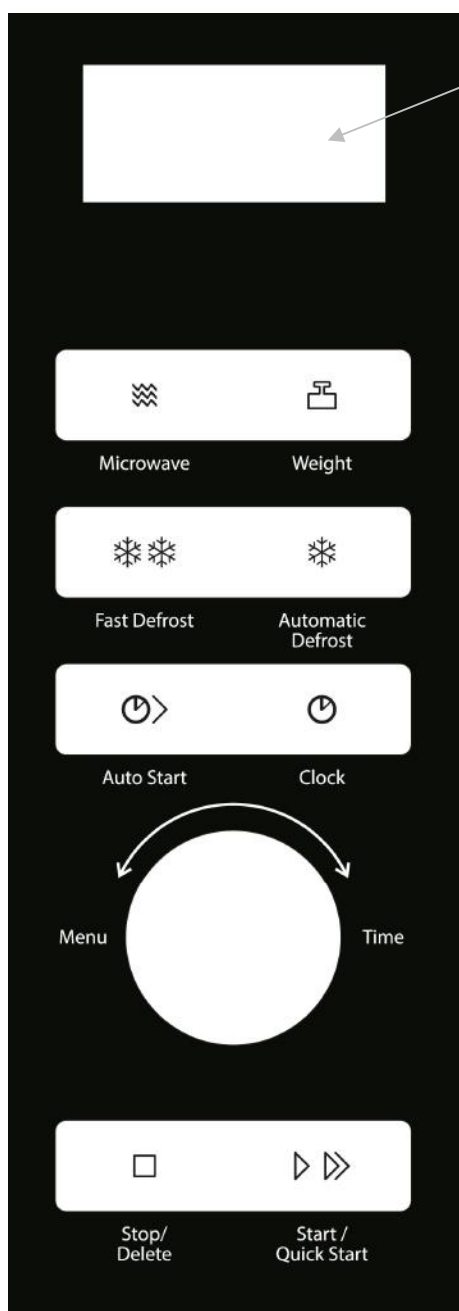 Microwave Weight
Fast Defrost Automatic
Defrost
Auto Start Clock
Menu Time
Stop/ Start /
Delete Quick Start